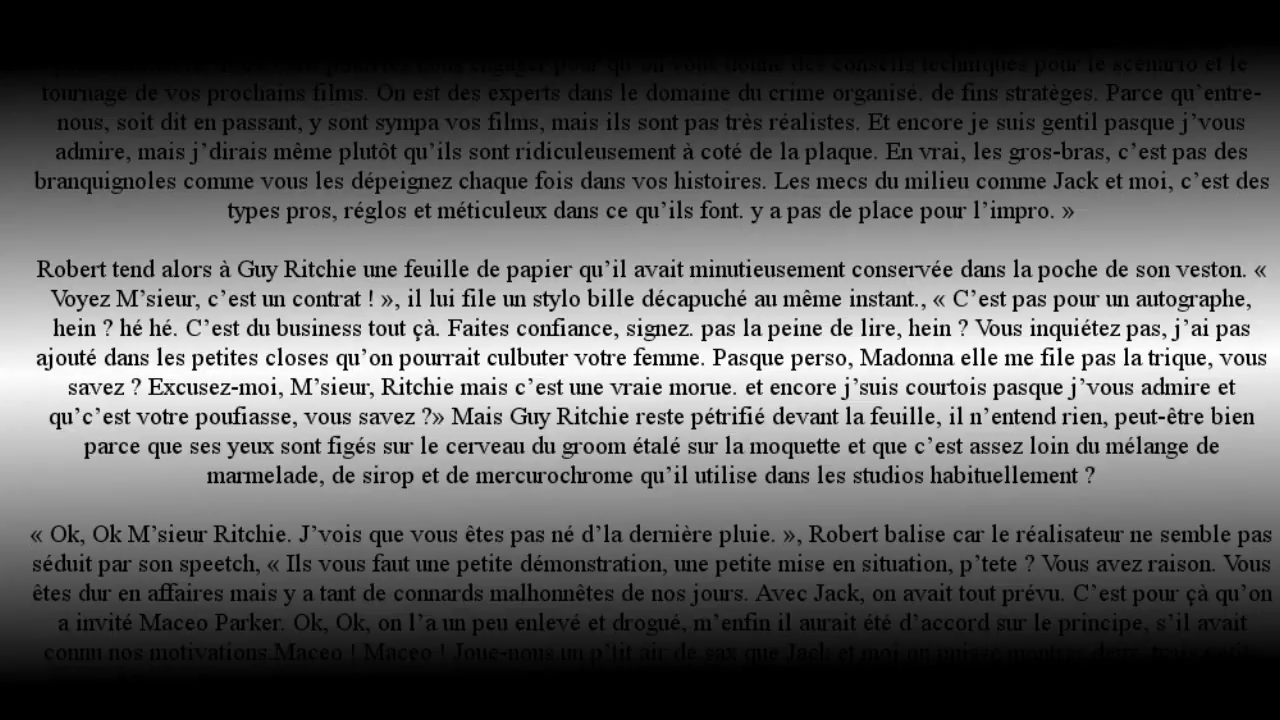 engager pour qu'on vous donne des conseils techniques pour le scénario et le
tournage de vos prochains films. On est des experts dans le domaine du crime organisé. de fins stratèges. Parce qu'entre-
nous, soit dit en passant, y sont sympa vos films, mais ils sont pas très réalistes. Et encore je suis gentil pasque j'vous
admire, mais j'dirais même plutôt qu'ils sont ridiculeusement à coté de la plaque. En vrai, les gros-bras, c'est pas des
branquignoles comme vous les dépeignez chaque fois dans vos histoires. Les mecs du milieu comme Jack et moi, c'est des
types pros, réglos et méticuleux dans ce qu'ils font. y a pas de place pour l'impro. »
Robert tend alors à Guy Ritchie une feuille de papier qu'il avait minutieusement conservée dans la poche de son veston. «
Voyez M'sieur, c'est un contrat ! », il lui file un stylo bille décapuché au même instant., « C'est pas pour un autographe,
hein ? hé hé. C'est du business tout çà. Faites confiance, signez. pas la peine de lire, hein ? Vous inquiétez pas, j'ai pas
ajouté dans les petites closes qu'on pourrait culbuter votre femme. Pasque perso, Madonna elle me file pas la trique, vous
savez ? Excusez-moi, M'sieur, Ritchie mais c'est une vraie morue. et encore j'suis courtois pasque j'vous admire et
qu'c'est votre poufiasse, vous savez ?» Mais Guy Ritchie reste pétrifié devant la feuille, il n'entend rien, peut-être bien
parce que ses yeux sont figés sur le cerveau du groom étalé sur la moquette et que c'est assez loin du mélange de
marmelade, de sirop et de mercurochrome qu'il utilise dans les studios habituellement ?
« Ok, Ok M'sieur Ritchie. J'vois que vous êtes pas né d'la dernière pluie. », Robert balise car le réalisateur ne semble pas
séduit par son speetch, « Ils vous faut une petite démonstration, une petite mise en situation, p'tete ? Vous avez raison. Vous
êtes dur en affaires mais y a tant de connards malhonnêtes de nos jours. Avec Jack, on avait tout prévu. C'est pour çà qu'on
a invité Maceo Parker. Ok, Ok, on l'a un peu enlevé et drogué, m'enfin il aurait été d'accord sur le principe, s'il avait
connu nos motivations.Maceo ! Maceo ! Joue-nous un p'tit air de sax que Jack et moi on puisse